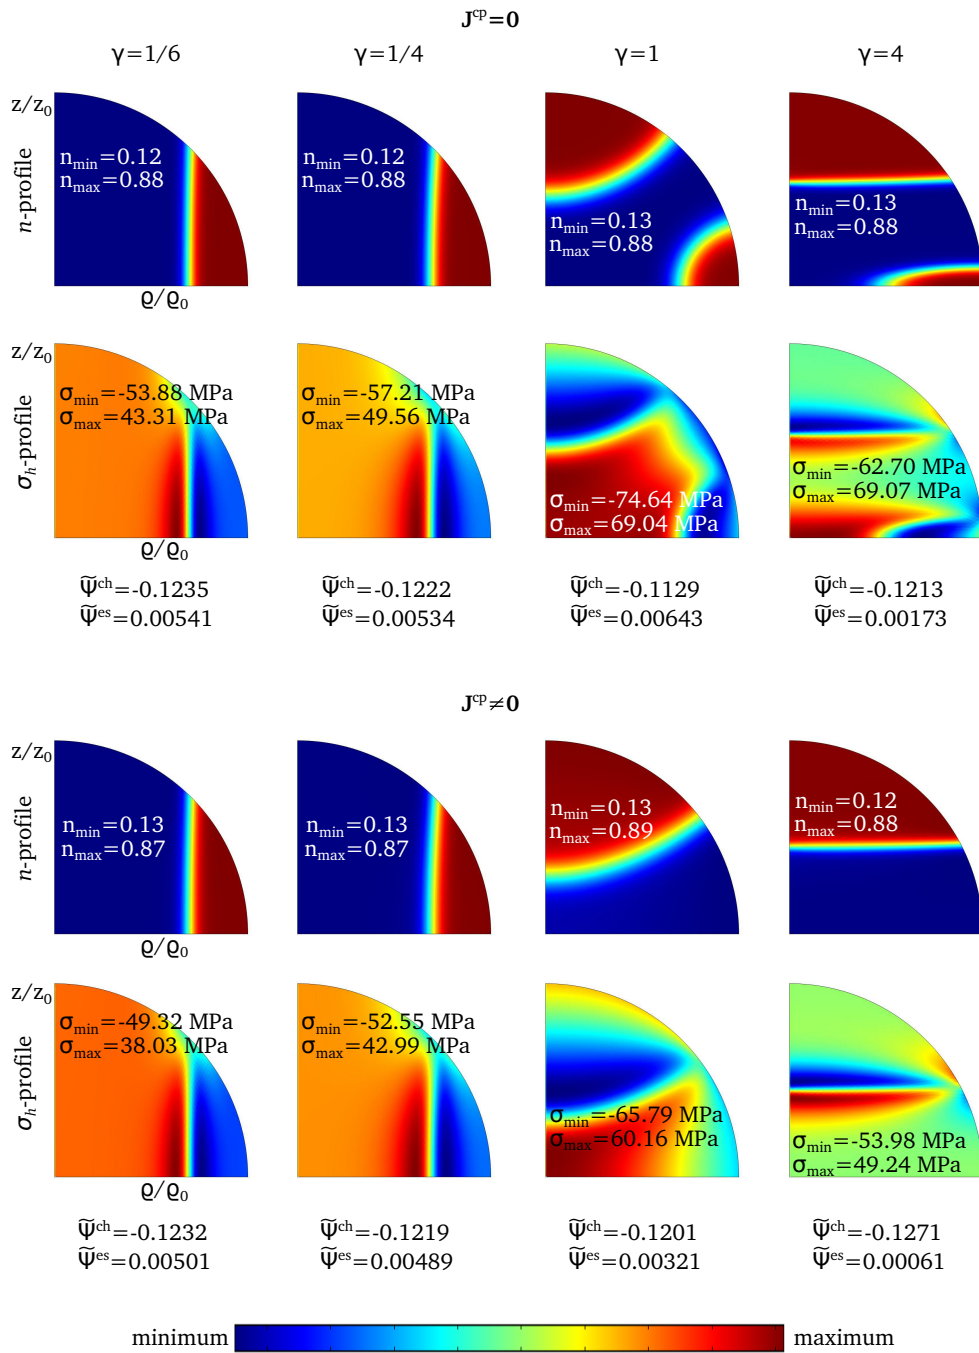 J^cp=0
γ=1/6 γ=1/4 γ=1 γ=4
z/z₀
n-profile
n_min=0.12 n_min=0.12 n_min=0.13 n_min=0.13
n_max=0.88 n_max=0.88 n_max=0.88 n_max=0.88
ϱ/ϱ₀
z/z₀
σ_h-profile
σ_min=-53.88 MPa σ_min=-57.21 MPa σ_min=-74.64 MPa σ_min=-62.70 MPa
σ_max=43.31 MPa σ_max=49.56 MPa σ_max=69.04 MPa σ_max=69.07 MPa
ϱ/ϱ₀
Ψ̃^ch=-0.1235 Ψ̃^ch=-0.1222 Ψ̃^ch=-0.1129 Ψ̃^ch=-0.1213
Ψ̃^es=0.00541 Ψ̃^es=0.00534 Ψ̃^es=0.00643 Ψ̃^es=0.00173
J^cp≠0
z/z₀
n-profile
n_min=0.13 n_min=0.13 n_min=0.13 n_min=0.12
n_max=0.87 n_max=0.87 n_max=0.89 n_max=0.88
ϱ/ϱ₀
z/z₀
σ_h-profile
σ_min=-49.32 MPa σ_min=-52.55 MPa σ_min=-65.79 MPa σ_min=-53.98 MPa
σ_max=38.03 MPa σ_max=42.99 MPa σ_max=60.16 MPa σ_max=49.24 MPa
ϱ/ϱ₀
Ψ̃^ch=-0.1232 Ψ̃^ch=-0.1219 Ψ̃^ch=-0.1201 Ψ̃^ch=-0.1271
Ψ̃^es=0.00501 Ψ̃^es=0.00489 Ψ̃^es=0.00321 Ψ̃^es=0.00061
minimum maximum